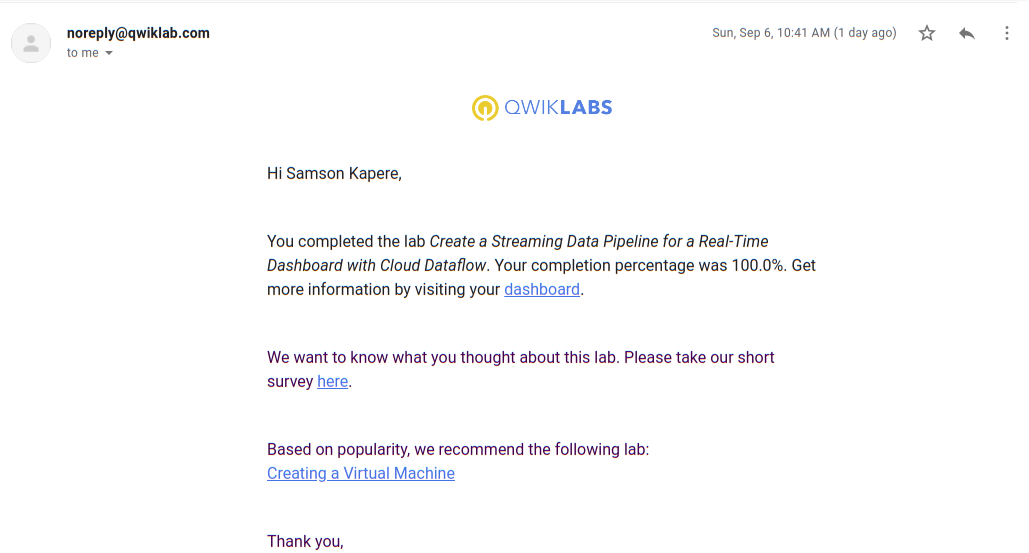 noreply@qwiklab.com
Sun, Sep 6, 10:41 AM (1 day ago)
to me
QWIKLABS
Hi Samson Kapere,
You completed the lab Create a Streaming Data Pipeline for a Real-Time
Dashboard with Cloud Dataflow. Your completion percentage was 100.0%. Get
more information by visiting your dashboard.
We want to know what you thought about this lab. Please take our short
survey here.
Based on popularity, we recommend the following lab:
Creating a Virtual Machine
Thank you,